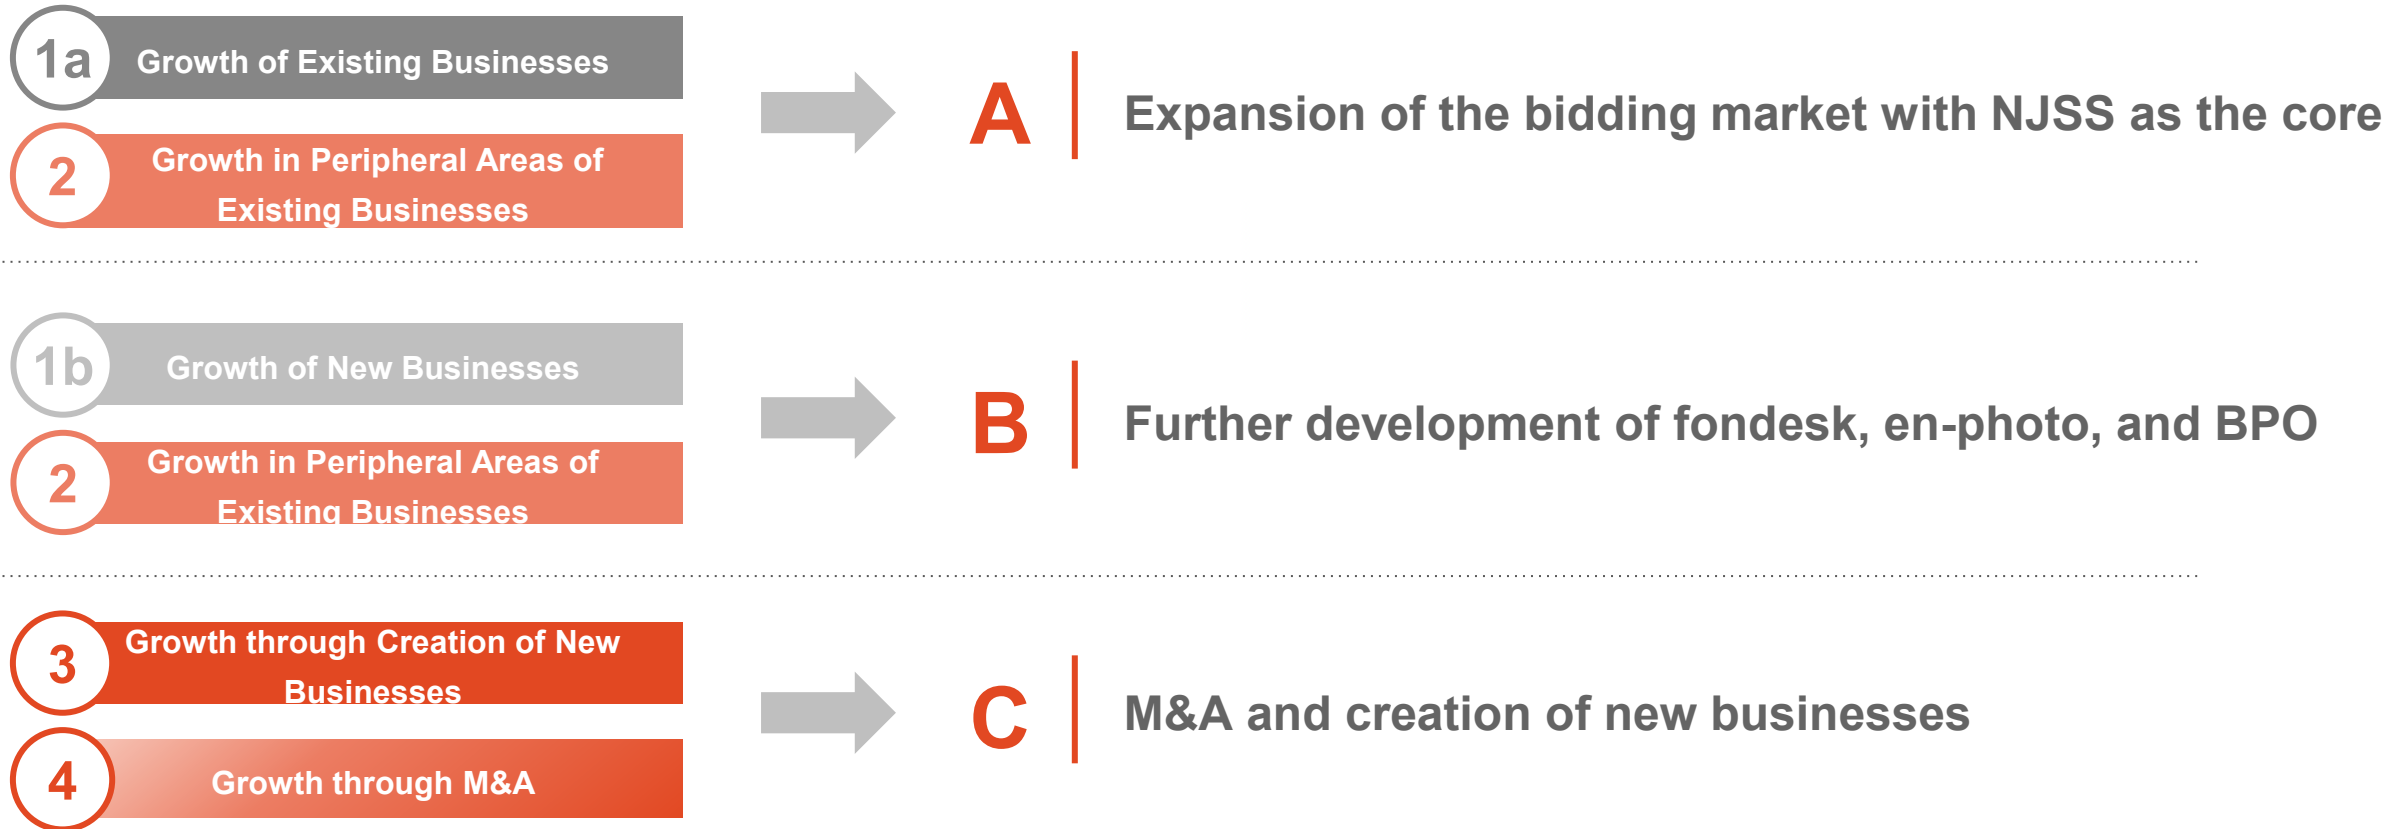 1a
Growth of Existing Businesses
2
Growth in Peripheral Areas of
Existing Businesses
A
Expansion of the bidding market with NJSS as the core
1b
Growth of New Businesses
2
Growth in Peripheral Areas of
Existing Businesses
B
Further development of fondesk, en-photo, and BPO
3
Growth through Creation of New
Businesses
4
Growth through M&A
C
M&A and creation of new businesses